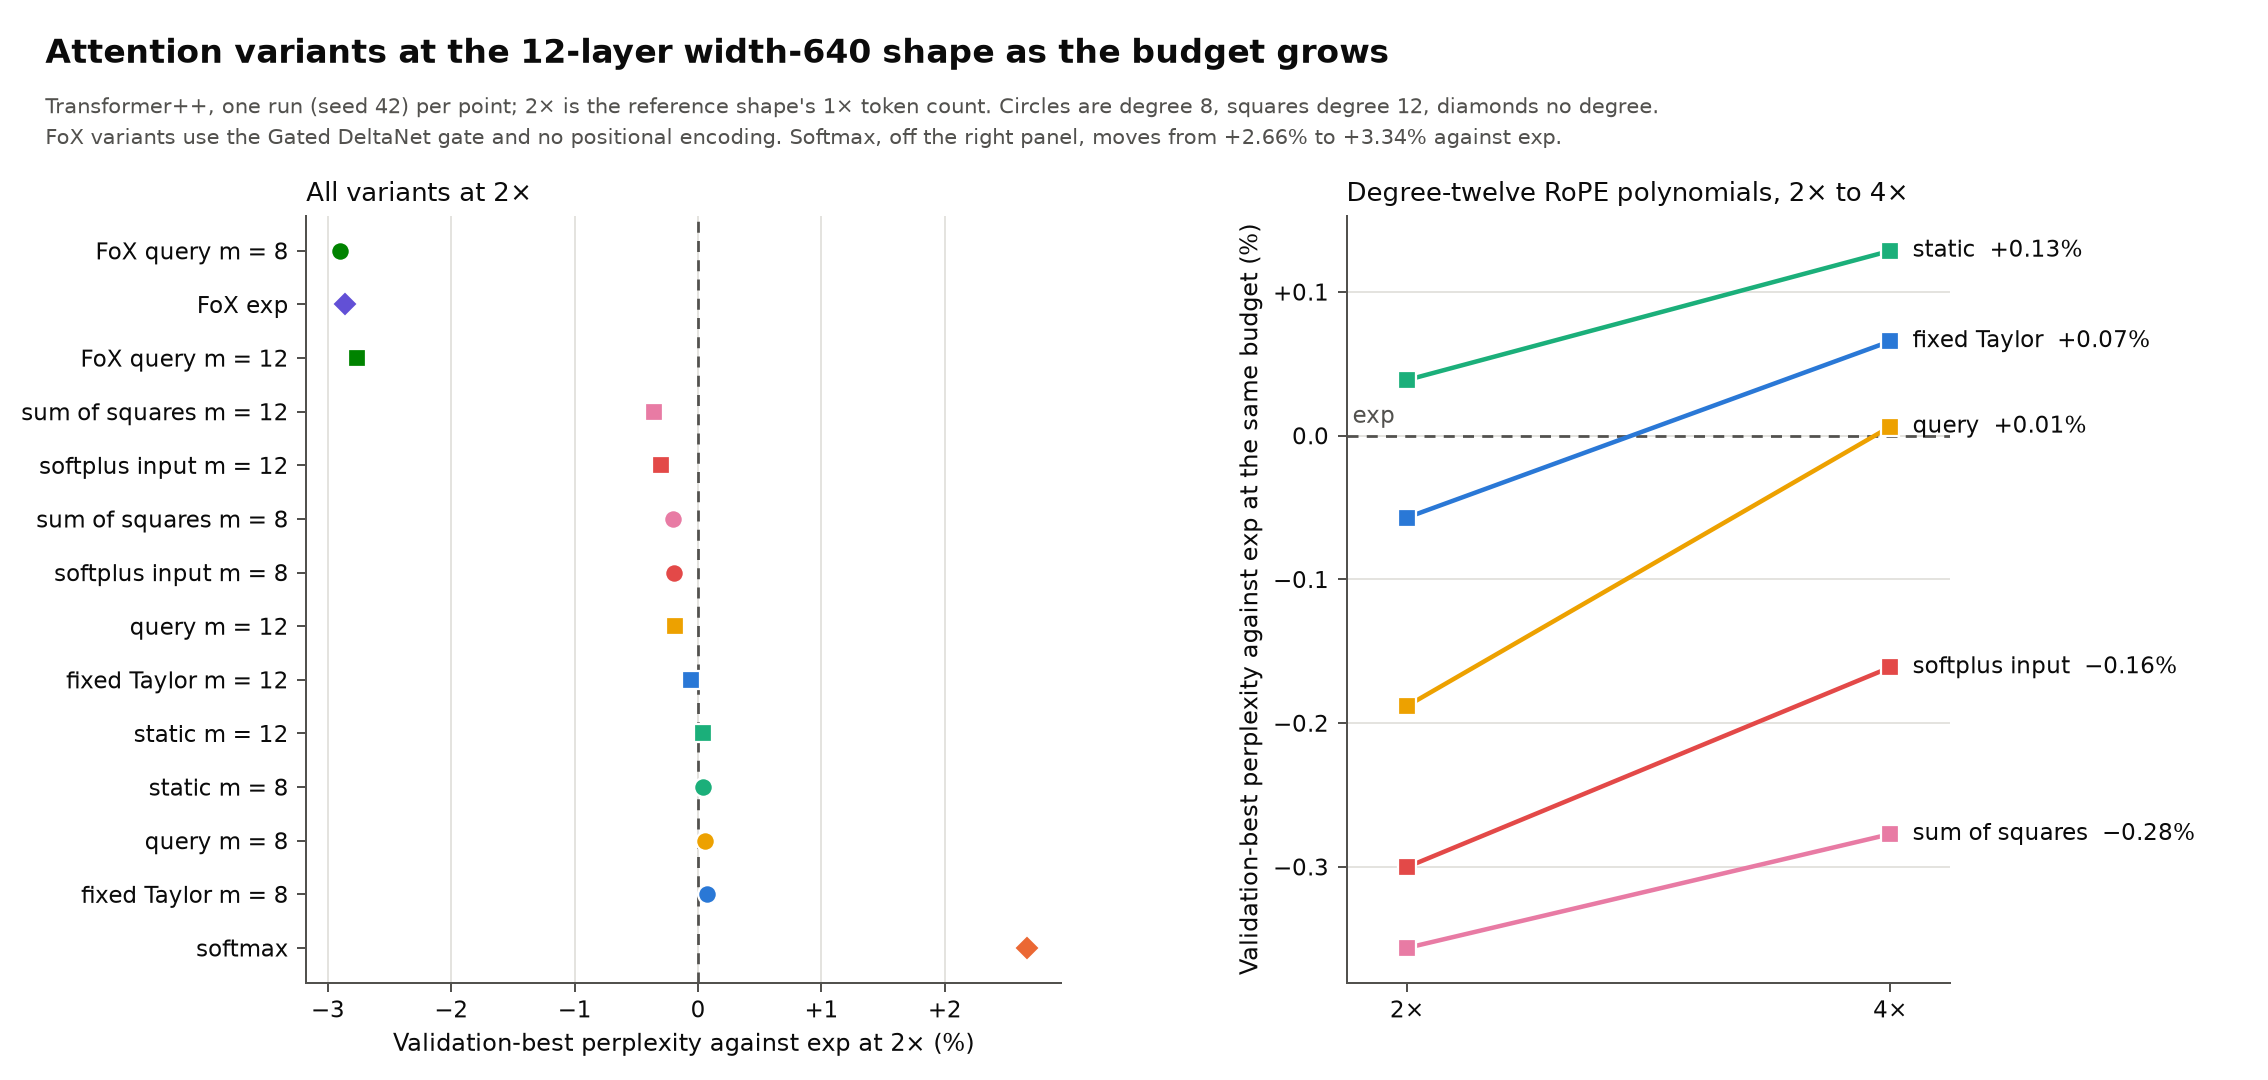 Attention variants at the 12-layer width-640 shape as the budget grows
Transformer++, one run (seed 42) per point; 2× is the reference shape's 1× token count. Circles are degree 8, squares degree 12, diamonds no degree.
FoX variants use the Gated DeltaNet gate and no positional encoding. Softmax, off the right panel, moves from +2.66% to +3.34% against exp.
All variants at 2×
FoX query m = 8
FoX exp
FoX query m = 12
sum of squares m = 12
softplus input m = 12
sum of squares m = 8
softplus input m = 8
query m = 12
fixed Taylor m = 12
static m = 12
static m = 8
query m = 8
fixed Taylor m = 8
softmax
−3
−2
−1
0
+1
+2
Validation-best perplexity against exp at 2× (%)
Degree-twelve RoPE polynomials, 2× to 4×
Validation-best perplexity against exp at the same budget (%)
+0.1
0.0
−0.1
−0.2
−0.3
exp
static +0.13%
fixed Taylor +0.07%
query +0.01%
softplus input −0.16%
sum of squares −0.28%
2×
4×